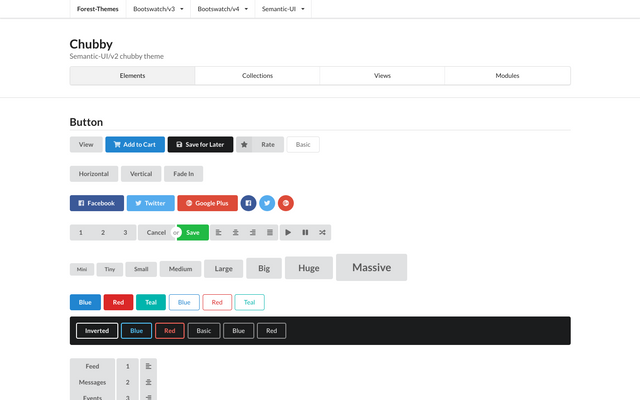 Forest-Themes Bootswatch/v3 Bootswatch/v4 Semantic-UI
Chubby
Semantic-UI/v2 chubby theme
Elements Collections Views Modules
Button
View Add to Cart Save for Later Rate Basic
Horizontal Vertical Fade In
Facebook Twitter Google Plus
1 2 3 Cancel or Save
Mini Tiny Small Medium Large Big Huge Massive
Blue Red Teal Blue Red Teal
Inverted Blue Red Basic Blue Red
Feed 1
Messages 2
Events 3